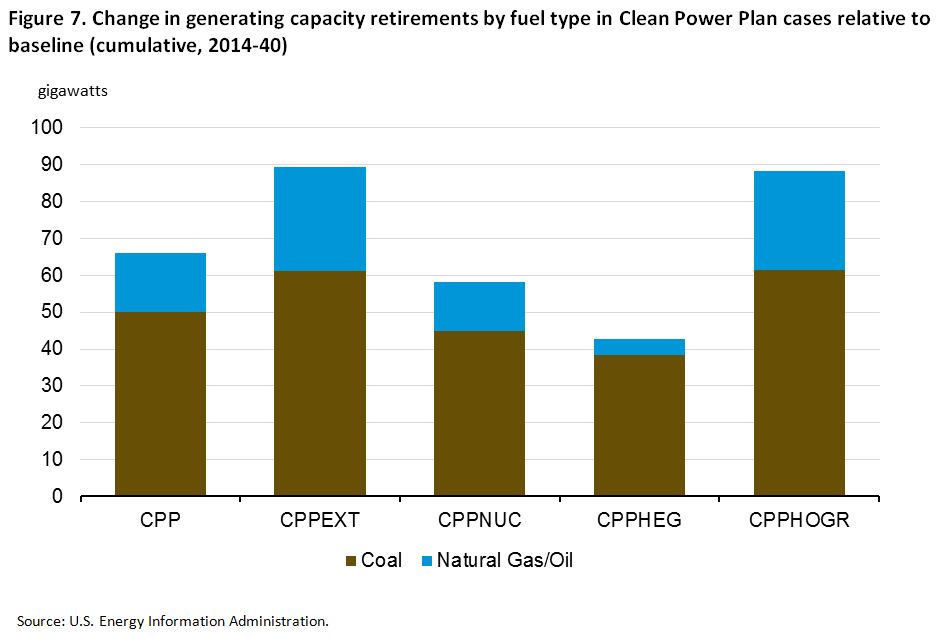 Figure 7. Change in generating capacity retirements by fuel type in Clean Power Plan cases relative to
baseline (cumulative, 2014-40)
gigawatts
100
90
80
70
60
50
40
30
20
10
0
CPP CPPEXT CPPNUC CPPHEG CPPHOGR
Coal Natural Gas/Oil
Source: U.S. Energy Information Administration.